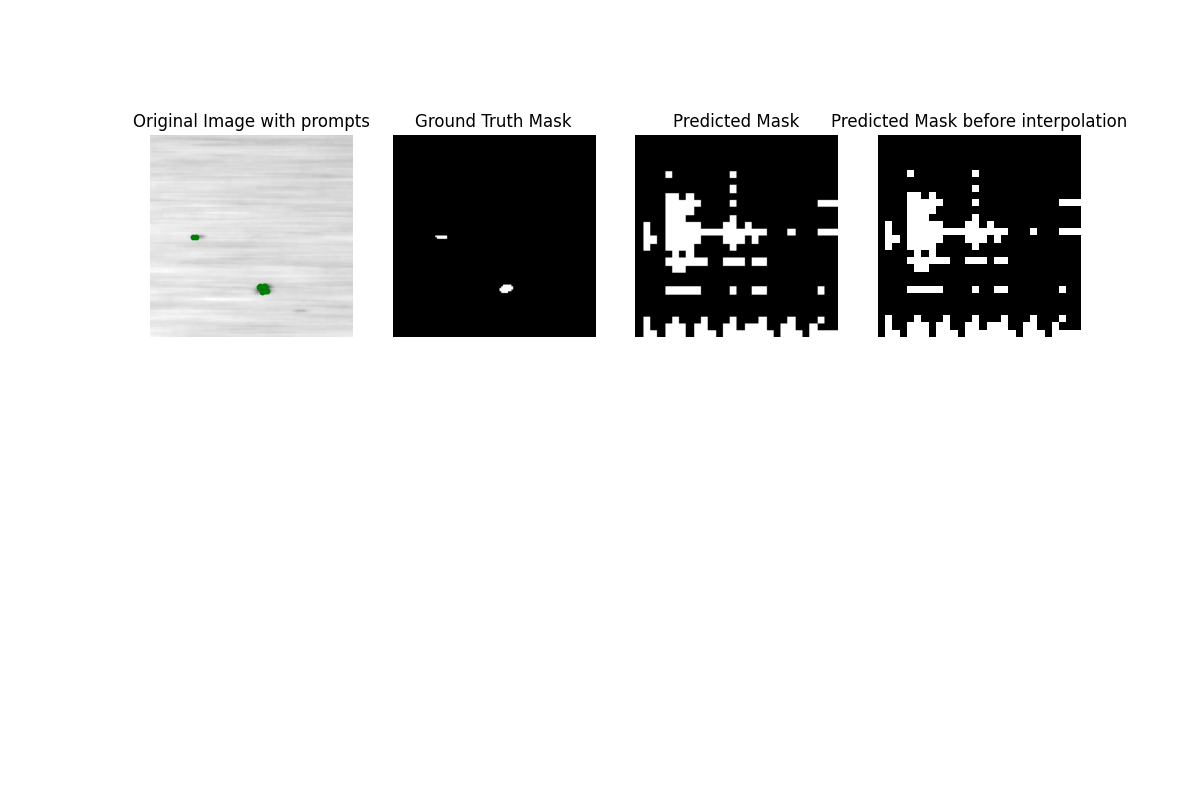 Original Image with prompts
Ground Truth Mask
Predicted Mask
Predicted Mask before interpolation